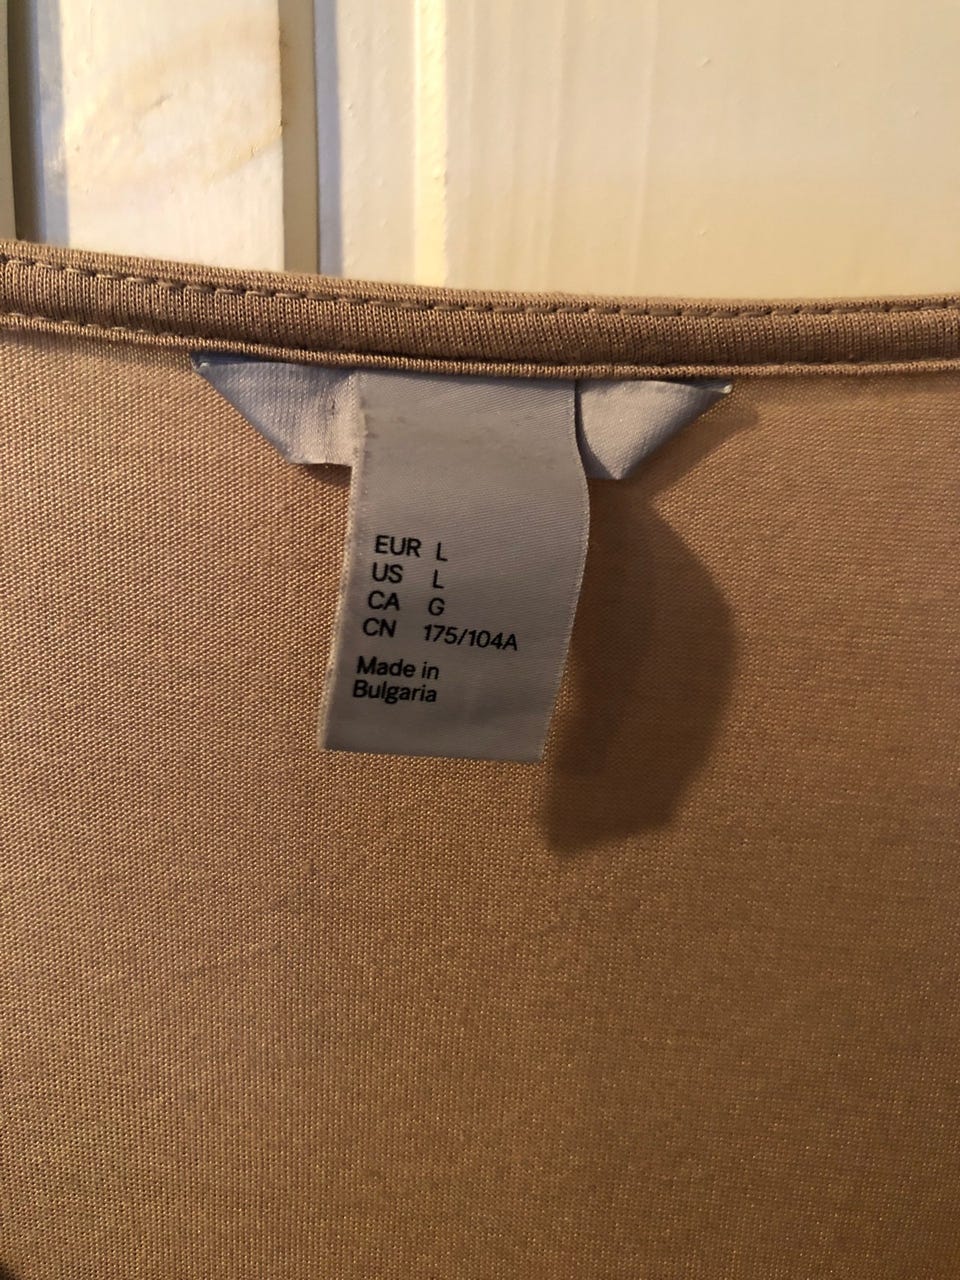 EUR L
US L
CA G
CN 175/104A
Made in
Bulgaria